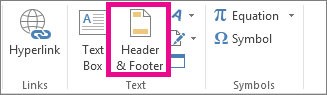 Hyperlink
Links
Text
Box
Header
& Footer
Text
π Equation
Ω Symbol
Symbols